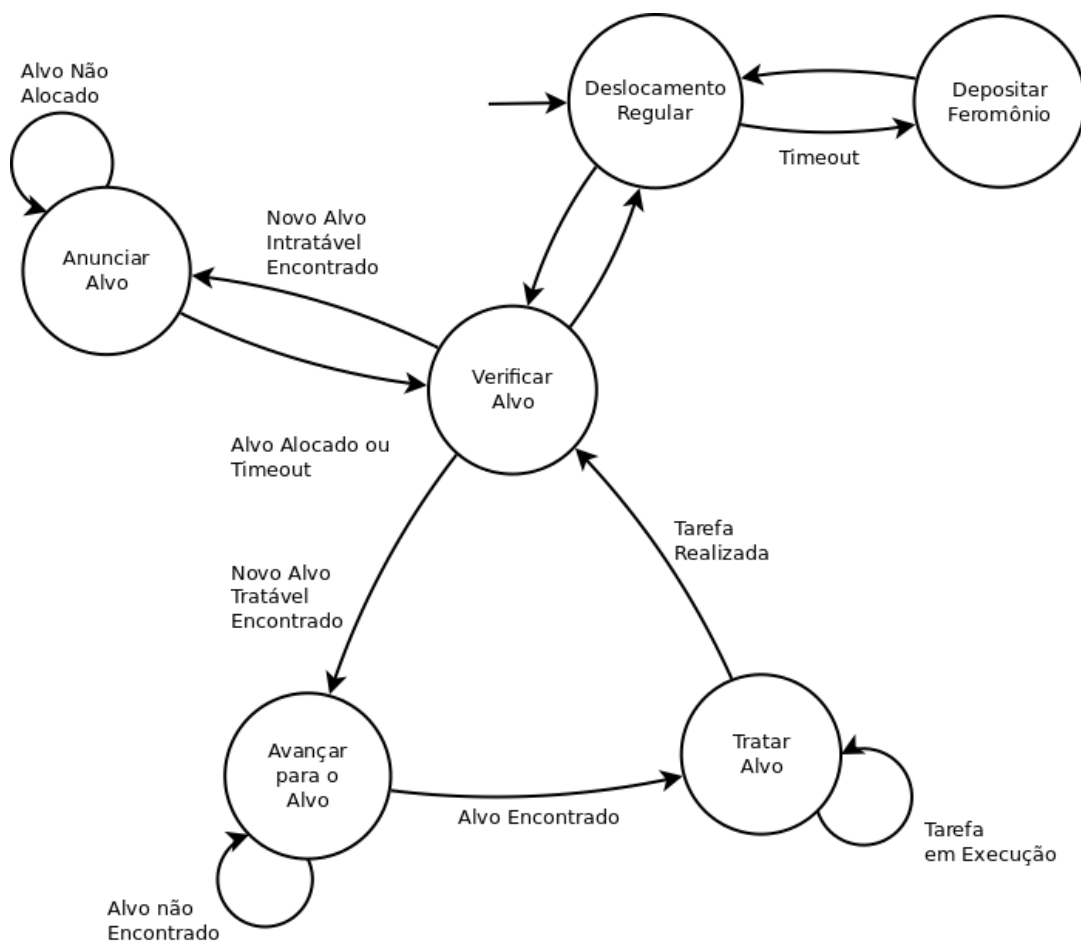 Alvo Não
Alocado
Deslocamento
Regular
Depositar
Feromônio
Timeout
Anunciar
Alvo
Novo Alvo
Intratável
Encontrado
Verificar
Alvo
Alvo Alocado ou
Timeout
Tarefa
Realizada
Novo Alvo
Tratável
Encontrado
Avançar
para o
Alvo
Tratar
Alvo
Alvo Encontrado
Tarefa
em Execução
Alvo não
Encontrado